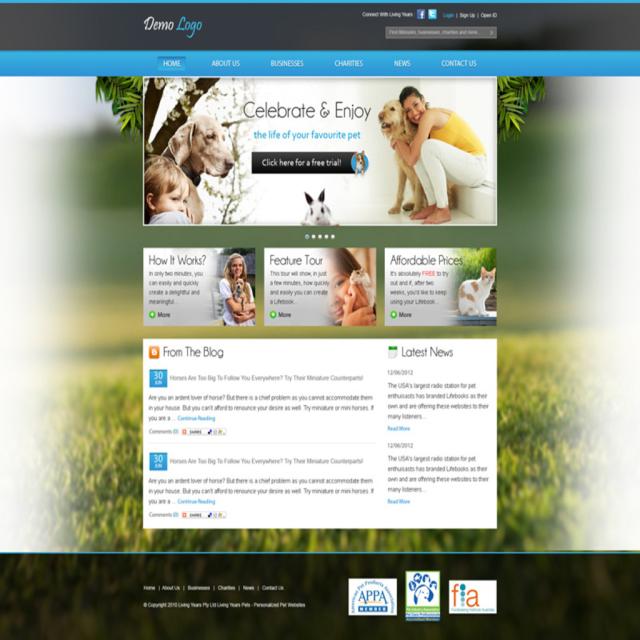 Demo Logo
Connect With Living Years
Login | Sign Up | Open ID
Find lifebooks, businesses, charities and more...
HOME ABOUT US BUSINESSES CHARITIES NEWS CONTACT US
Celebrate & Enjoy
the life of your favourite pet
Click here for a free trial!
How It Works?
In only two minutes, you
can easily and quickly
create a delightful and
meaningful...
More
Feature Tour
This tour will show, in just
a few minutes, how quickly
and easily you can create
a Lifebook...
More
Affordable Prices
It's absolutely FREE to try
out and if, after two
weeks, you'd like to keep
using your Lifebook...
More
From The Blog
30
JUN
Horses Are Too Big To Follow You Everywhere? Try Their Miniature Counterparts!
Are you an ardent lover of horse? But there is a chief problem as you cannot accommodate them
in your house. But you can't afford to renounce your desire as well. Try miniature or mini horses. If
you are a ... Continue Reading
Comments (0) SHARE
30
JUN
Horses Are Too Big To Follow You Everywhere? Try Their Miniature Counterparts!
Are you an ardent lover of horse? But there is a chief problem as you cannot accommodate them
in your house. But you can't afford to renounce your desire as well. Try miniature or mini horses. If
you are a ... Continue Reading
Comments (0) SHARE
Latest News
12/06/2012
The USA's largest radio station for pet
enthusiasts has branded Lifebooks as their
own and are offering these websites to their
many listeners...
Read More
12/06/2012
The USA's largest radio station for pet
enthusiasts has branded Lifebooks as their
own and are offering these websites to their
many listeners...
Read More
Home | About Us | Businesses | Charities | News | Contact Us
© Copyright 2010 Living Years Pty Ltd Living Years Pets - Personalized Pet Websites
APPA
MEMBER
fia